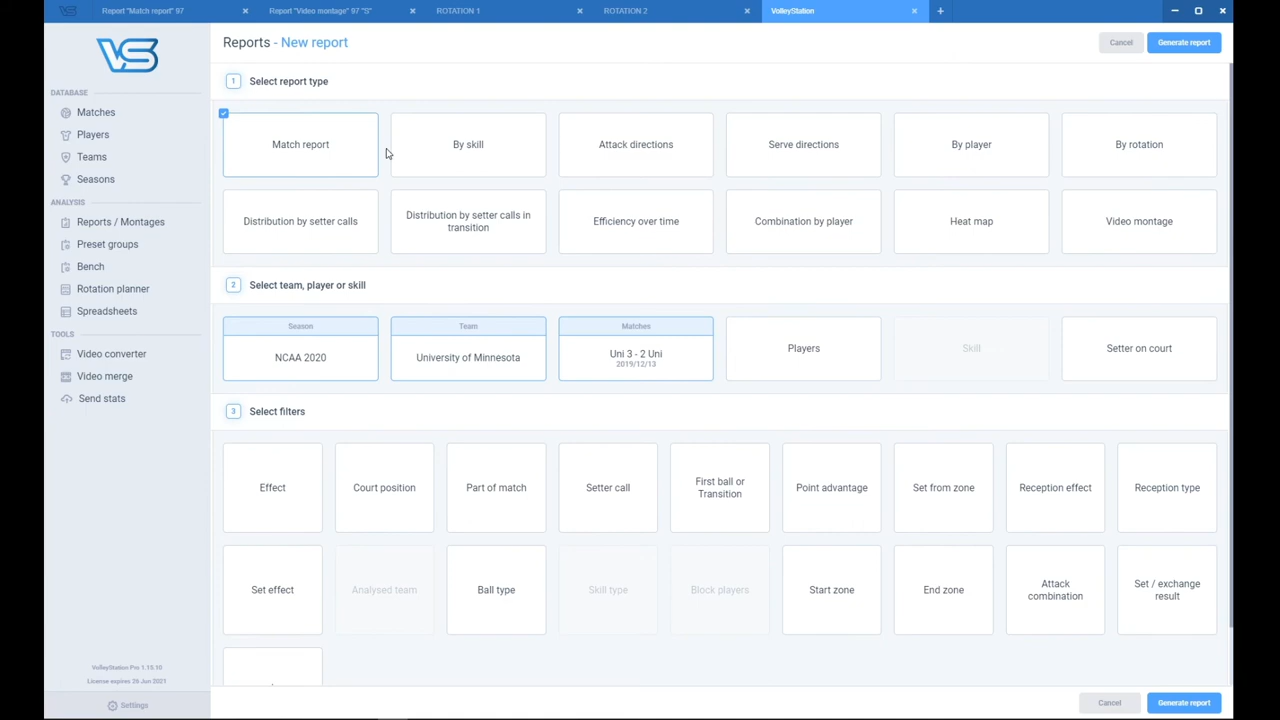 Report "Match report" 97
Report "Video montage" 97 "S"
ROTATION 1
ROTATION 2
VolleyStation
VS
Reports - New report
Cancel
Generate report
DATABASE
Matches
Players
Teams
Seasons
ANALYSIS
Reports / Montages
Preset groups
Bench
Rotation planner
Spreadsheets
TOOLS
Video converter
Video merge
Send stats
VolleyStation Pro 1.15.10
License expires 26 Jun 2021
Settings
1 Select report type
Match report
By skill
Attack directions
Serve directions
By player
By rotation
Distribution by setter calls
Distribution by setter calls in
transition
Efficiency over time
Combination by player
Heat map
Video montage
2 Select team, player or skill
Season
NCAA 2020
Team
University of Minnesota
Matches
Uni 3 - 2 Uni
2019/12/13
Players
Skill
Setter on court
3 Select filters
Effect
Court position
Part of match
Setter call
First ball or
Transition
Point advantage
Set from zone
Reception effect
Reception type
Set effect
Analysed team
Ball type
Skill type
Block players
Start zone
End zone
Attack
combination
Set / exchange
result
Cancel
Generate report